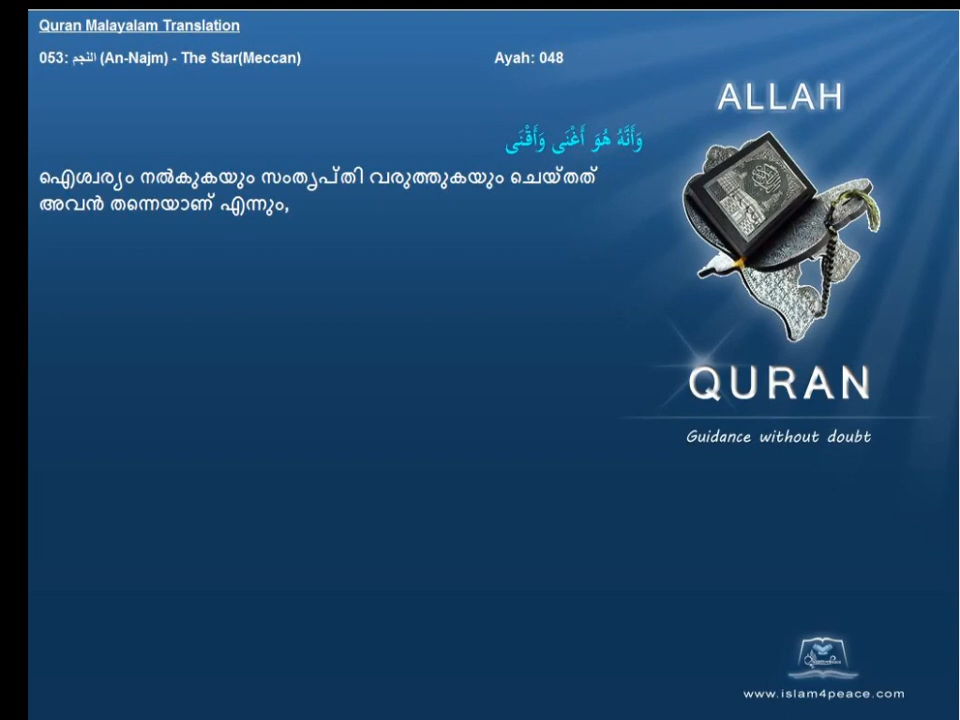 Quran Malayalam Translation
053: النجم (An-Najm) - The Star(Meccan) Ayah: 048
وَأَنَّهُ هُوَ أَغْنَى وَأَقْنَى
ഐശ്വര്യം നൽകുകയും സംതൃപ്തി വരുത്തുകയും ചെയ്തത്
അവൻ തന്നെയാണ് എന്നും,
ALLAH
QURAN
Guidance without doubt
www.islam4peace.com